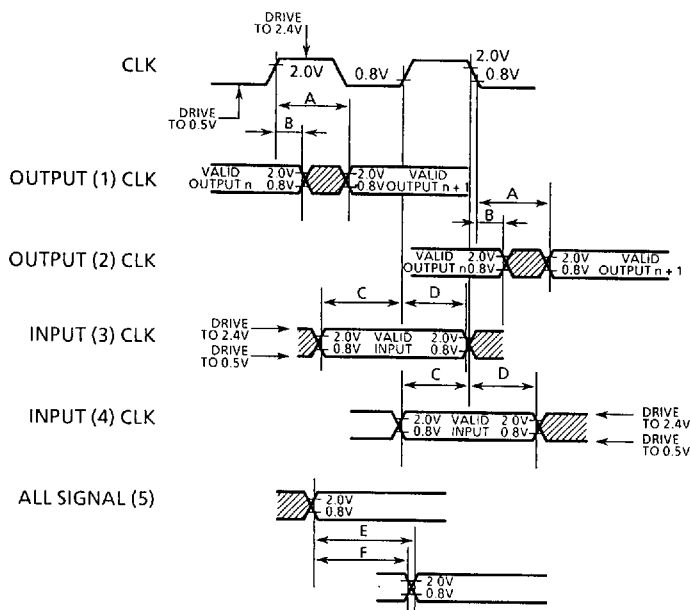 DRIVE
TO 2.4V
CLK
2.0V
0.8V
2.0V
0.8V
DRIVE
TO 0.5V
A
B
OUTPUT (1) CLK
VALID
OUTPUT n
2.0V
0.8V
2.0V
0.8V
VALID
OUTPUT n + 1
A
B
OUTPUT (2) CLK
VALID
OUTPUT n
2.0V
0.8V
2.0V
0.8V
VALID
OUTPUT n + 1
C
D
INPUT (3) CLK
DRIVE
TO 2.4V
DRIVE
TO 0.5V
2.0V
0.8V
VALID
INPUT
2.0V
0.8V
C
D
INPUT (4) CLK
2.0V
0.8V
VALID
INPUT
2.0V
0.8V
DRIVE
TO 2.4V
DRIVE
TO 0.5V
ALL SIGNAL (5)
2.0V
0.8V
E
F
2.0V
0.8V